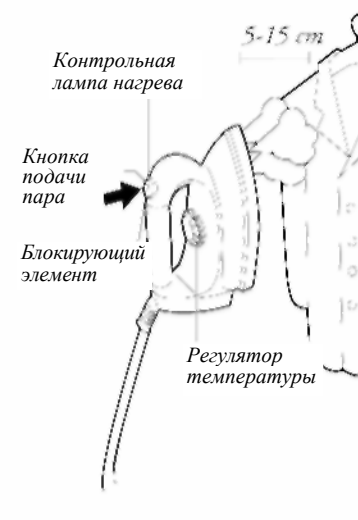 5-15 cm
Контрольная
лампа нагрева
Кнопка
подачи
пара
Блокирующий
элемент
Регулятор
температуры